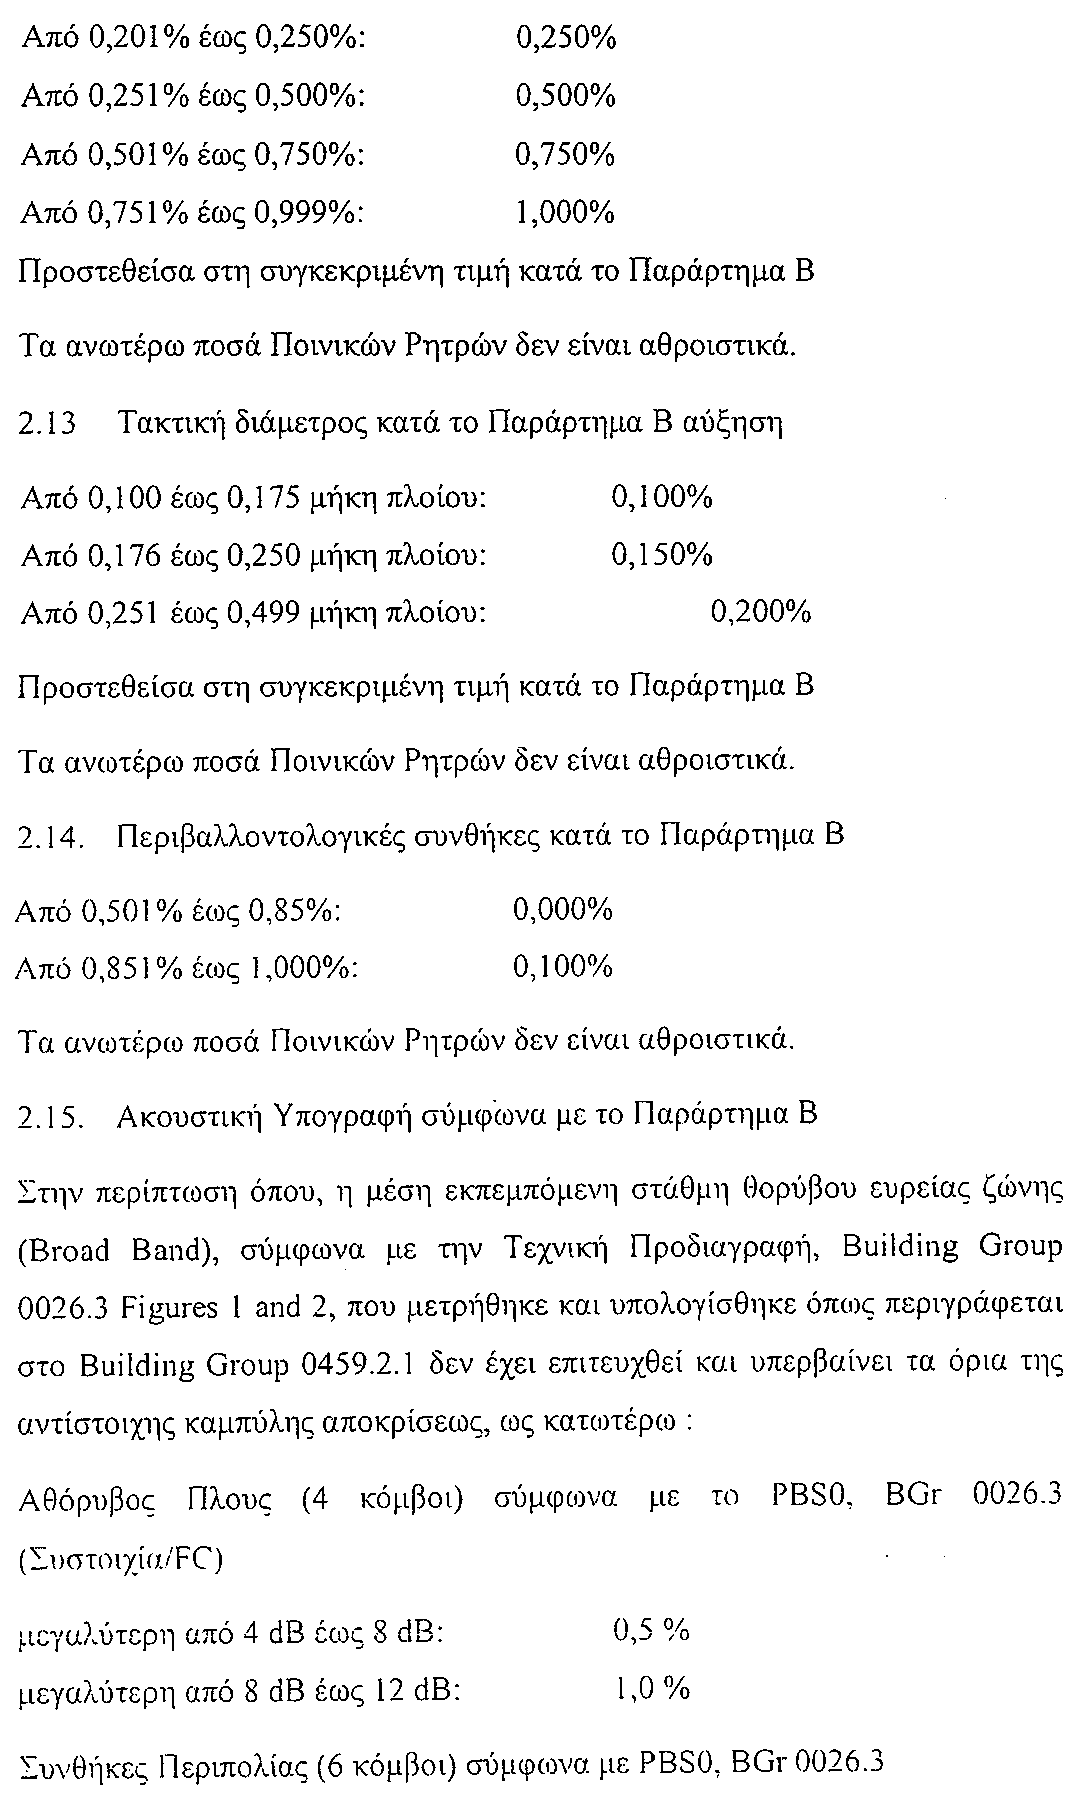 Από 0,201% έως 0,250%: 0,250%
Από 0,251% έως 0,500%: 0,500%
Από 0,501% έως 0,750%: 0,750%
Από 0,751% έως 0,999%: 1,000%
Προστεθείσα στη συγκεκριμένη τιμή κατά το Παράρτημα Β
Τα ανωτέρω ποσά Ποινικών Ρητρών δεν είναι αθροιστικά.
2.13 Τακτική διάμετρος κατά το Παράρτημα Β αύξηση
Από 0,100 έως 0,175 μήκη πλοίου: 0,100%
Από 0,176 έως 0,250 μήκη πλοίου: 0,150%
Από 0,251 έως 0,499 μήκη πλοίου: 0,200%
Προστεθείσα στη συγκεκριμένη τιμή κατά το Παράρτημα Β
Τα ανωτέρω ποσά Ποινικών Ρητρών δεν είναι αθροιστικά.
2.14. Περιβαλλοντολογικές συνθήκες κατά το Παράρτημα Β
Από 0,501% έως 0,85%: 0,000%
Από 0,851% έως 1,000%: 0,100%
Τα ανωτέρω ποσά Ποινικών Ρητρών δεν είναι αθροιστικά.
2.15. Ακουστική Υπογραφή σύμφωνα με το Παράρτημα Β
Στην περίπτωση όπου, η μέση εκπεμπόμενη στάθμη θορύβου ευρείας ζώνης
(Broad Band), σύμφωνα με την Τεχνική Προδιαγραφή, Building Group
0026.3 Figures 1 and 2, που μετρήθηκε και υπολογίσθηκε όπως περιγράφεται
στο Building Group 0459.2.1 δεν έχει επιτευχθεί και υπερβαίνει τα όρια της
αντίστοιχης καμπύλης αποκρίσεως, ως κατωτέρω :
Αθόρυβος Πλους (4 κόμβοι) σύμφωνα με το PBS0, BGr 0026.3
(Συστοιχία/FC)
μεγαλύτερη από 4 dB έως 8 dB: 0,5 %
μεγαλύτερη από 8 dB έως 12 dB: 1,0 %
Συνθήκες Περιπολίας (6 κόμβοι) σύμφωνα με PBS0, BGr 0026.3